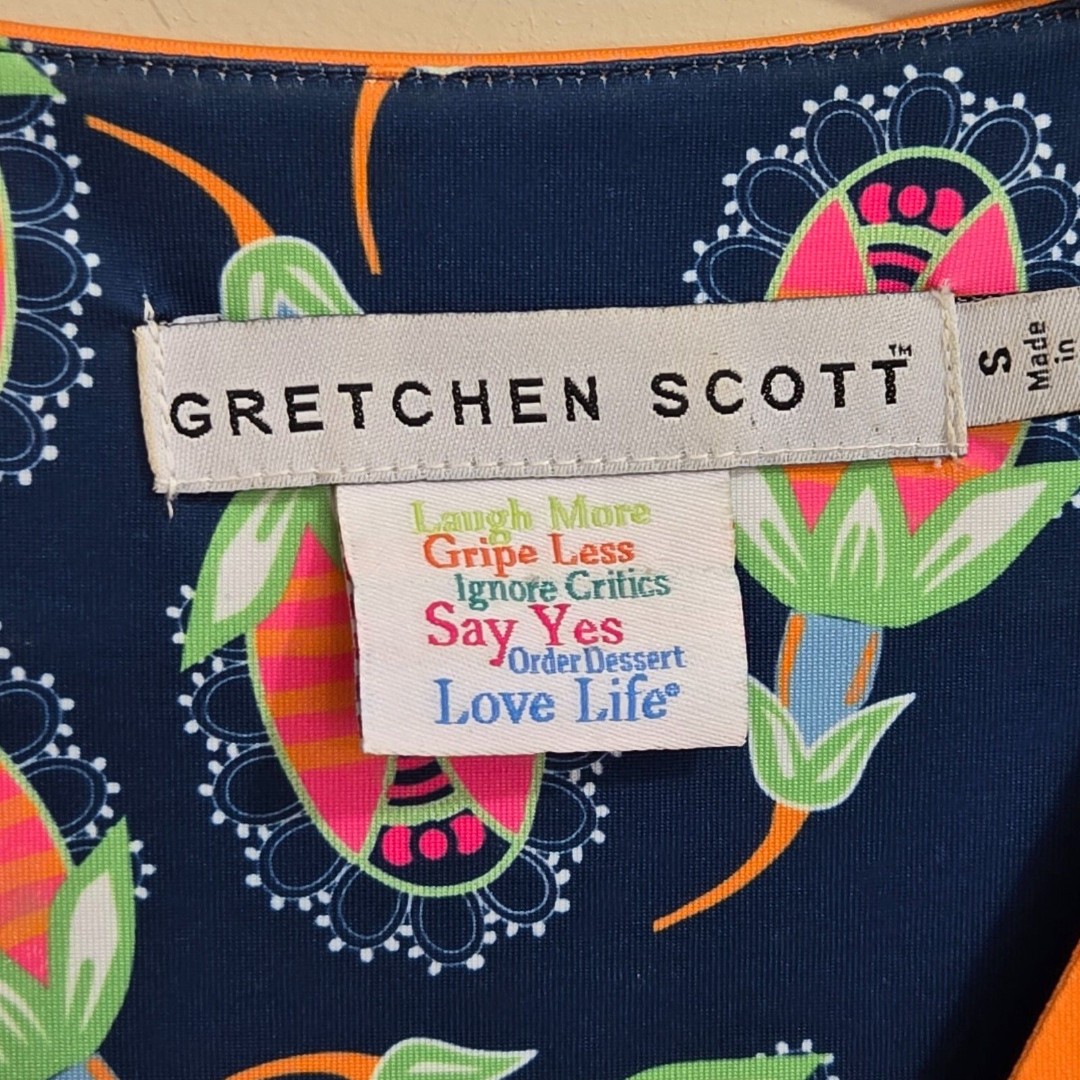 GRETCHEN SCOTT™
S
Made
in
Laugh More
Gripe Less
Ignore Critics
Say Yes
Order Dessert
Love Life®